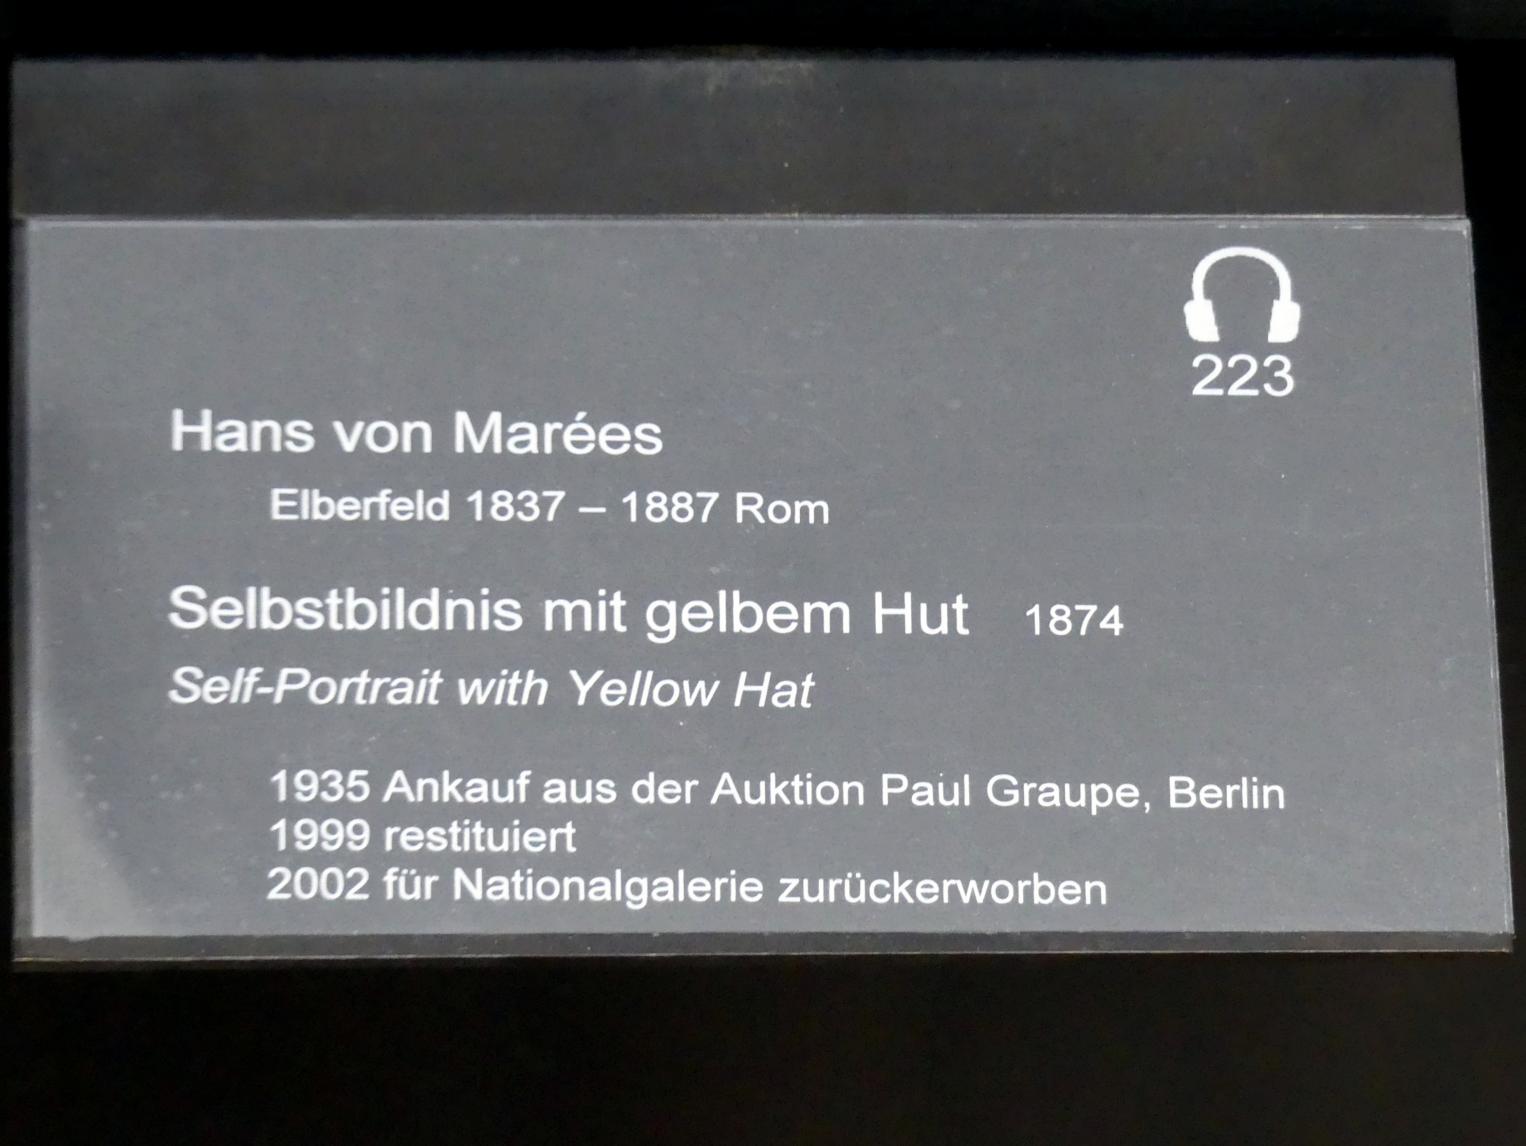 223
Hans von Marées
Elberfeld 1837 – 1887 Rom
Selbstbildnis mit gelbem Hut 1874
Self-Portrait with Yellow Hat
1935 Ankauf aus der Auktion Paul Graupe, Berlin
1999 restituiert
2002 für Nationalgalerie zurückerworben